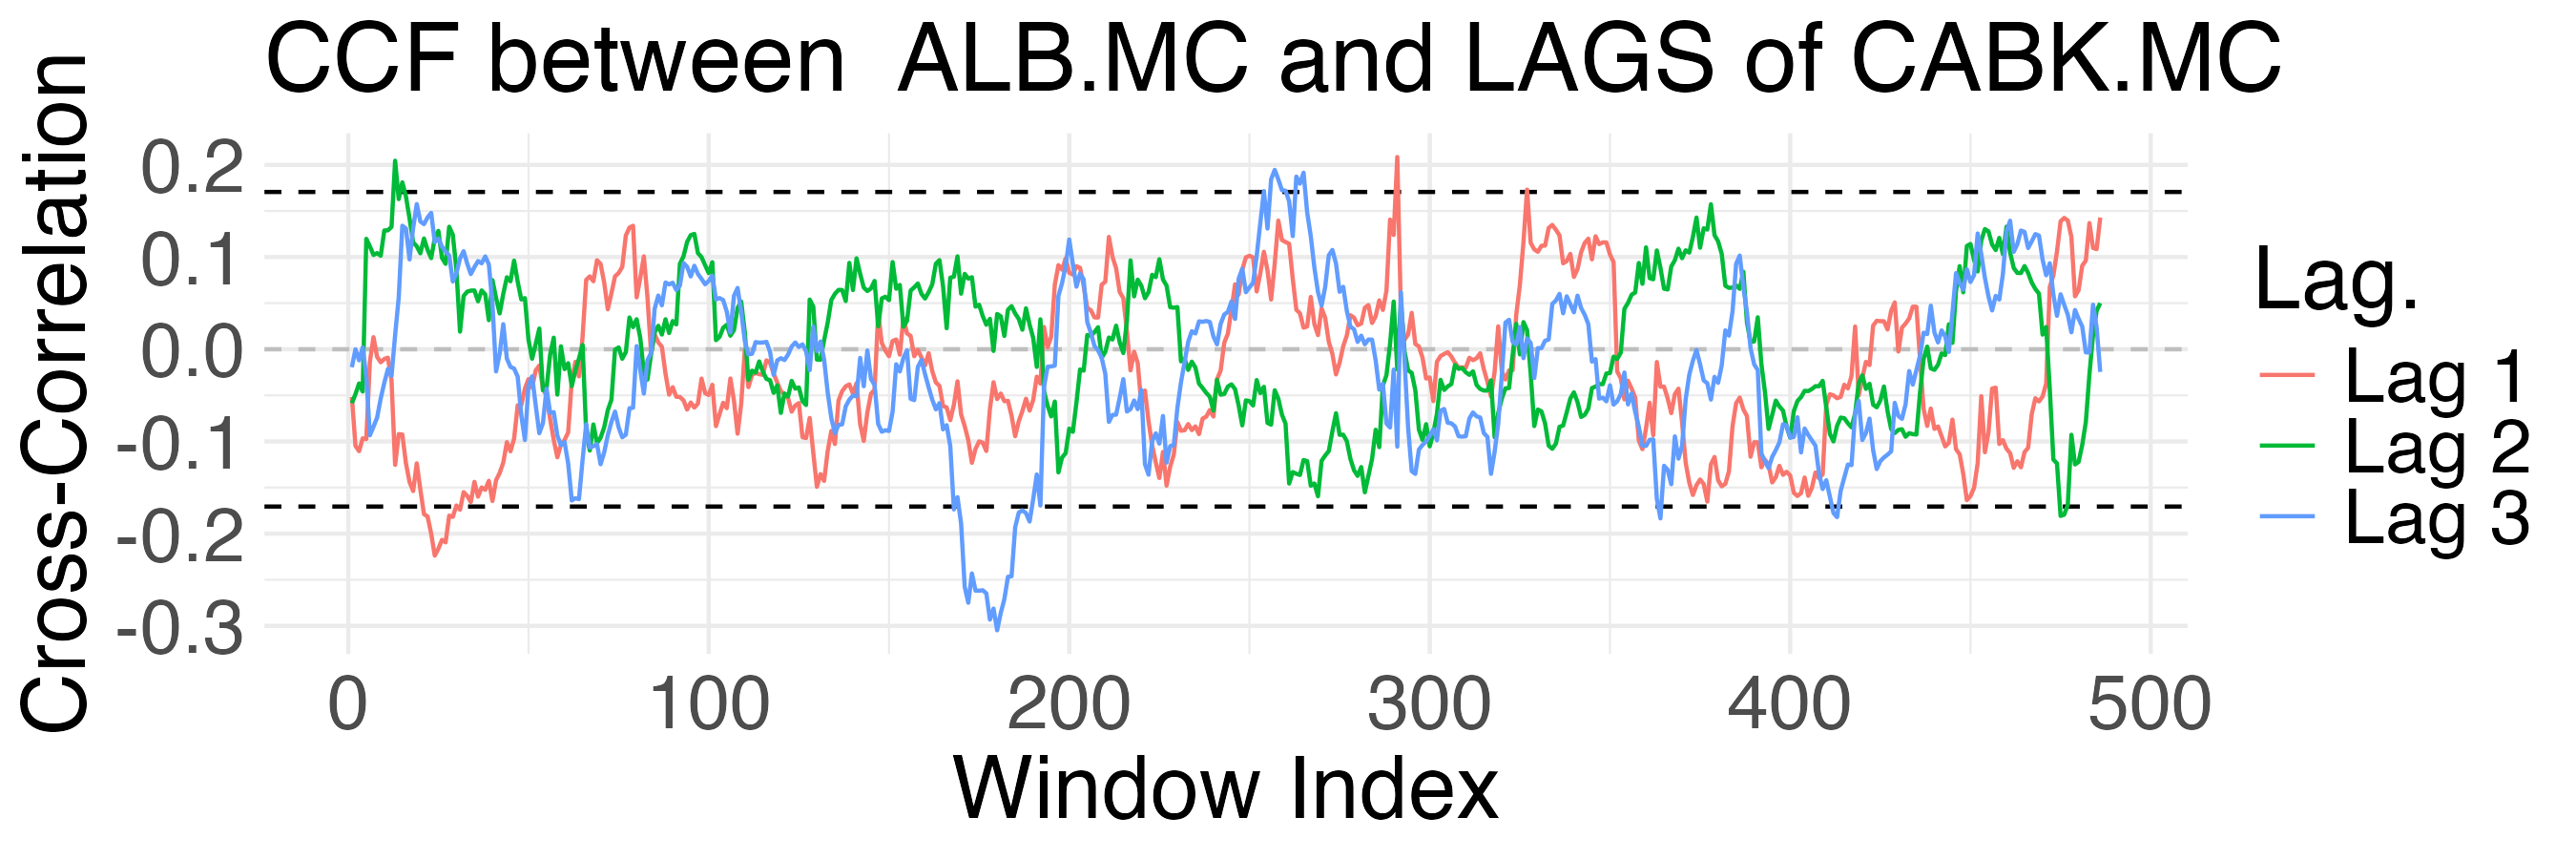 CCF between  ALB.MC and LAGS of CABK.MC
Cross-Correlation
0.2
0.1
0.0
-0.1
-0.2
-0.3
0 100 200 300 400 500
Window Index
Lag.
Lag 1
Lag 2
Lag 3